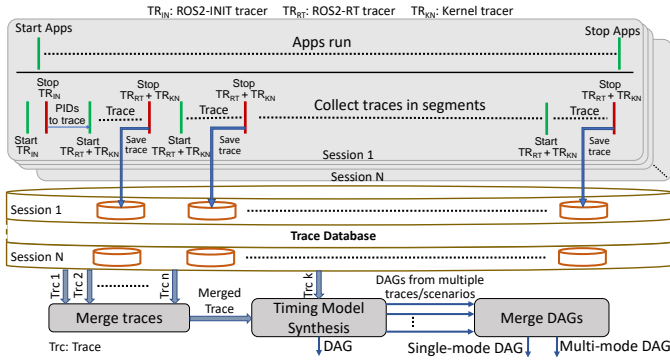 TR_IN: ROS2-INIT tracer TR_RT: ROS2-RT tracer TR_KN: Kernel tracer
Start Apps
Stop Apps
Apps run
Stop
TR_IN
Stop
TR_RT + TR_KN
Stop
TR_RT + TR_KN
Stop
TR_RT + TR_KN
PIDs
to trace
Trace
Trace
Collect traces in segments
Trace
Start
TR_IN
Start
TR_RT + TR_KN
Save
trace
Start
TR_RT + TR_KN
Save
trace
Start
TR_RT + TR_KN
Save
trace
Session 1
Session N
Session 1
Trace Database
Session N
Trc 1
Trc 2
Trc n
Trc k
Merge traces
Merged
Trace
Timing Model
Synthesis
DAGs from multiple
traces/scenarios
Merge DAGs
Trc: Trace
DAG
Single-mode DAG
Multi-mode DAG